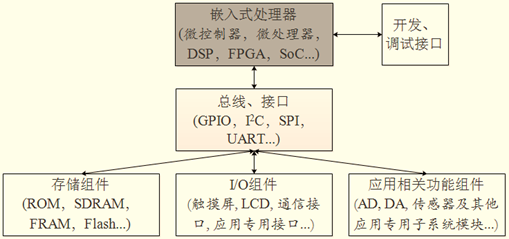 嵌入式处理器
(微控制器，微处理器，
DSP，FPGA，SoC...)
开发、
调试接口
总线、接口
(GPIO，I²C，SPI，
UART...)
存储组件
(ROM，SDRAM，
FRAM，Flash...)
I/O组件
(触摸屏, LCD, 通信接
口, 应用专用接口...)
应用相关功能组件
(AD, DA, 传感器及其他
应用专用子系统模块...)